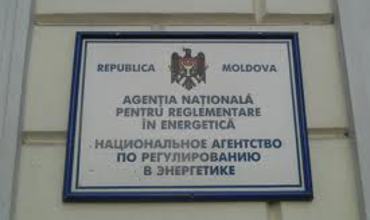 REPUBLICA MOLDOVA
AGENȚIA NAȚIONALĂ
PENTRU REGLEMENTARE
ÎN ENERGETICĂ
НАЦИОНАЛЬНОЕ АГЕНТСТВО
ПО РЕГУЛИРОВАНИЮ
В ЭНЕРГЕТИКЕ